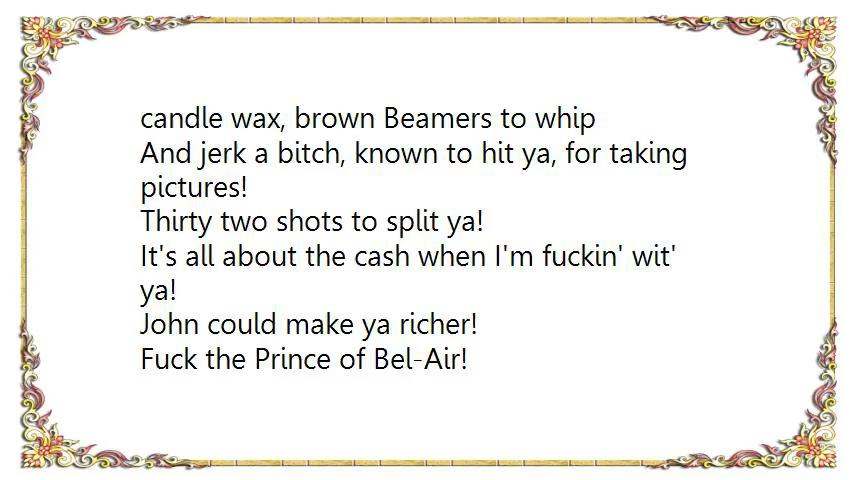 candle wax, brown Beamers to whip
And jerk a bitch, known to hit ya, for taking
pictures!
Thirty two shots to split ya!
It's all about the cash when I'm fuckin' wit'
ya!
John could make ya richer!
Fuck the Prince of Bel-Air!